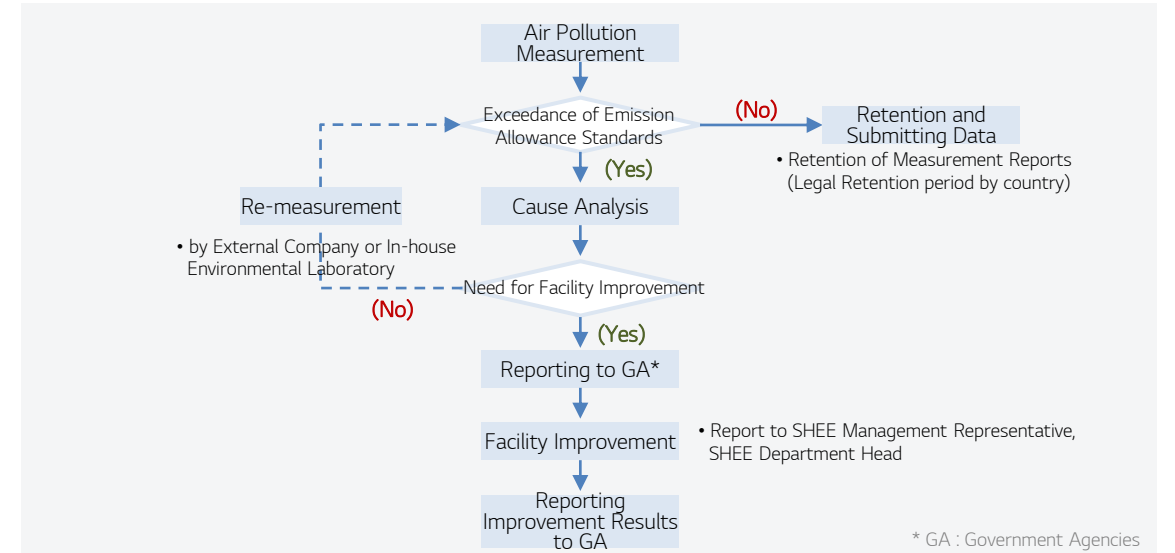 Air Pollution
Measurement
Exceedance of Emission
Allowance Standards
(No)
Retention and
Submitting Data
• Retention of Measurement Reports
(Legal Retention period by country)
(Yes)
Re-measurement
• by External Company or In-house
Environmental Laboratory
Cause Analysis
Need for Facility Improvement
(No)
(Yes)
Reporting to GA*
Facility Improvement
• Report to SHEE Management Representative,
SHEE Department Head
Reporting
Improvement Results
to GA
* GA : Government Agencies